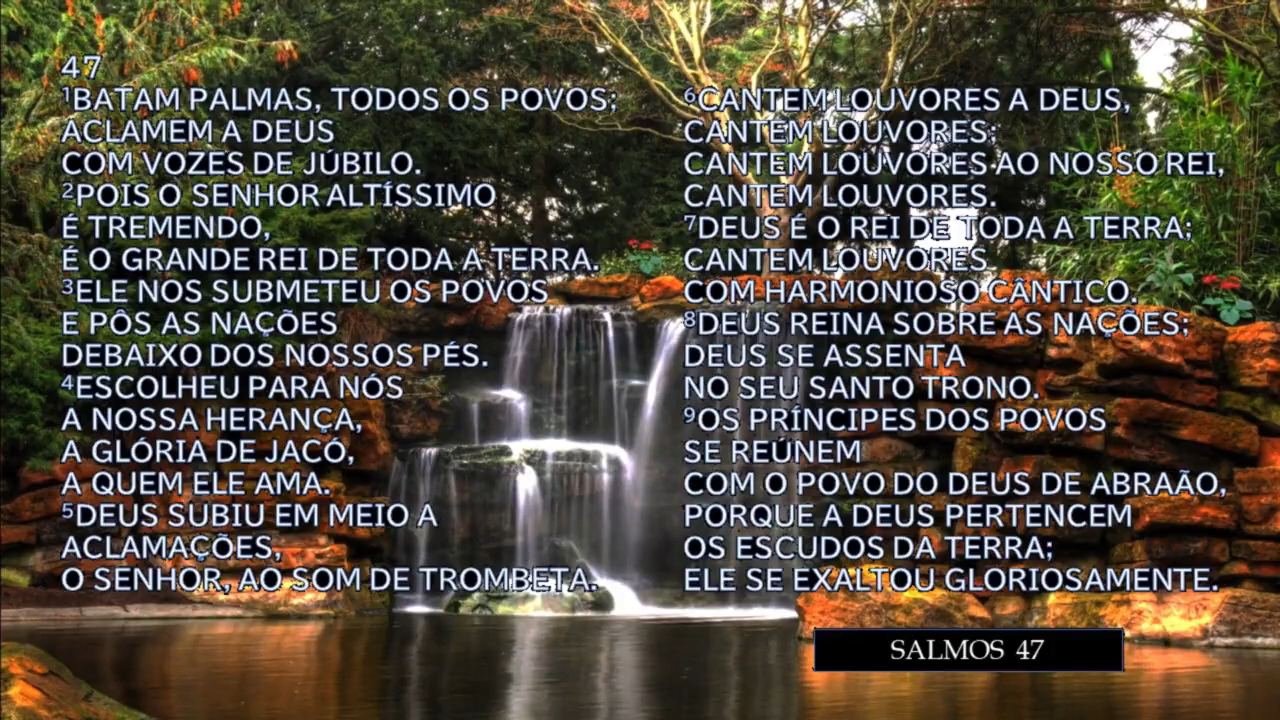 47
¹BATAM PALMAS, TODOS OS POVOS;
ACLAMEM A DEUS
COM VOZES DE JÚBILO.
²POIS O SENHOR ALTÍSSIMO
É TREMENDO,
É O GRANDE REI DE TODA A TERRA.
³ELE NOS SUBMETEU OS POVOS
E PÔS AS NAÇÕES
DEBAIXO DOS NOSSOS PÉS.
⁴ESCOLHEU PARA NÓS
A NOSSA HERANÇA,
A GLÓRIA DE JACÓ,
A QUEM ELE AMA.
⁵DEUS SUBIU EM MEIO A
ACLAMAÇÕES,
O SENHOR, AO SOM DE TROMBETA.
⁶CANTEM LOUVORES A DEUS,
CANTEM LOUVORES;
CANTEM LOUVORES AO NOSSO REI,
CANTEM LOUVORES.
⁷DEUS É O REI DE TODA A TERRA;
CANTEM LOUVORES
COM HARMONIOSO CÂNTICO.
⁸DEUS REINA SOBRE AS NAÇÕES;
DEUS SE ASSENTA
NO SEU SANTO TRONO.
⁹OS PRÍNCIPES DOS POVOS
SE REÚNEM
COM O POVO DO DEUS DE ABRAÃO,
PORQUE A DEUS PERTENCEM
OS ESCUDOS DA TERRA;
ELE SE EXALTOU GLORIOSAMENTE.
SALMOS 47